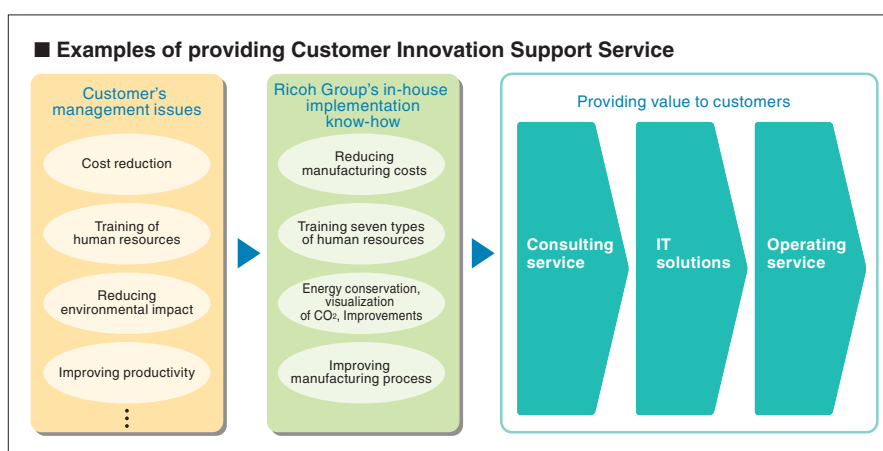 ■ Examples of providing Customer Innovation Support Service
Customer's
management issues
Cost reduction
Training of
human resources
Reducing
environmental impact
Improving productivity
Ricoh Group's in-house
implementation
know-how
Reducing
manufacturing costs
Training seven types
of human resources
Energy conservation,
visualization
of CO², Improvements
Improving
manufacturing process
Providing value to customers
Consulting
service
IT
solutions
Operating
service